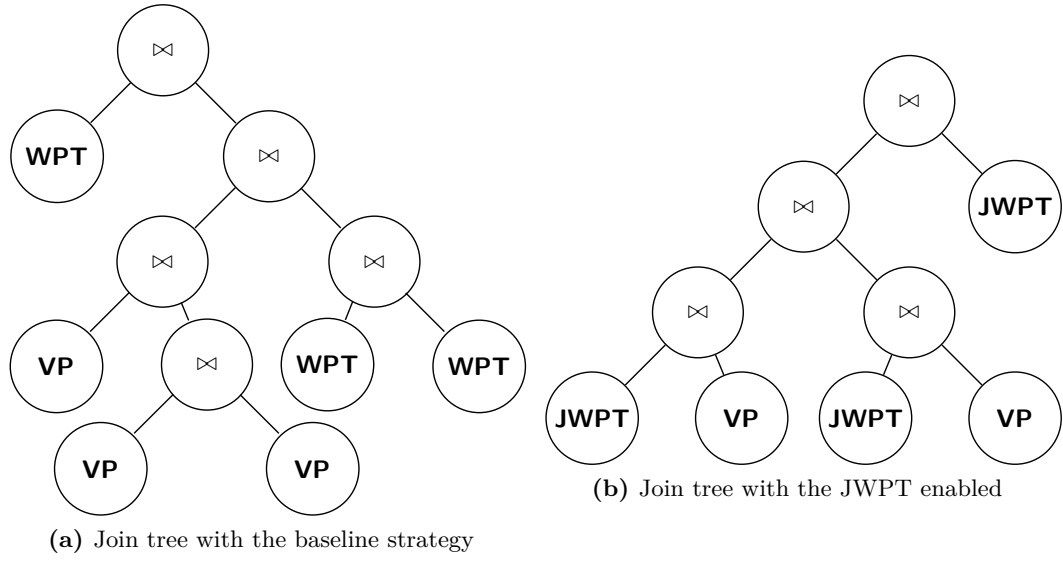 ⋈
WPT
⋈
⋈
⋈
VP
⋈
WPT
WPT
VP
VP
(a) Join tree with the baseline strategy
⋈
⋈
JWPT
⋈
⋈
JWPT
VP
JWPT
VP
(b) Join tree with the JWPT enabled